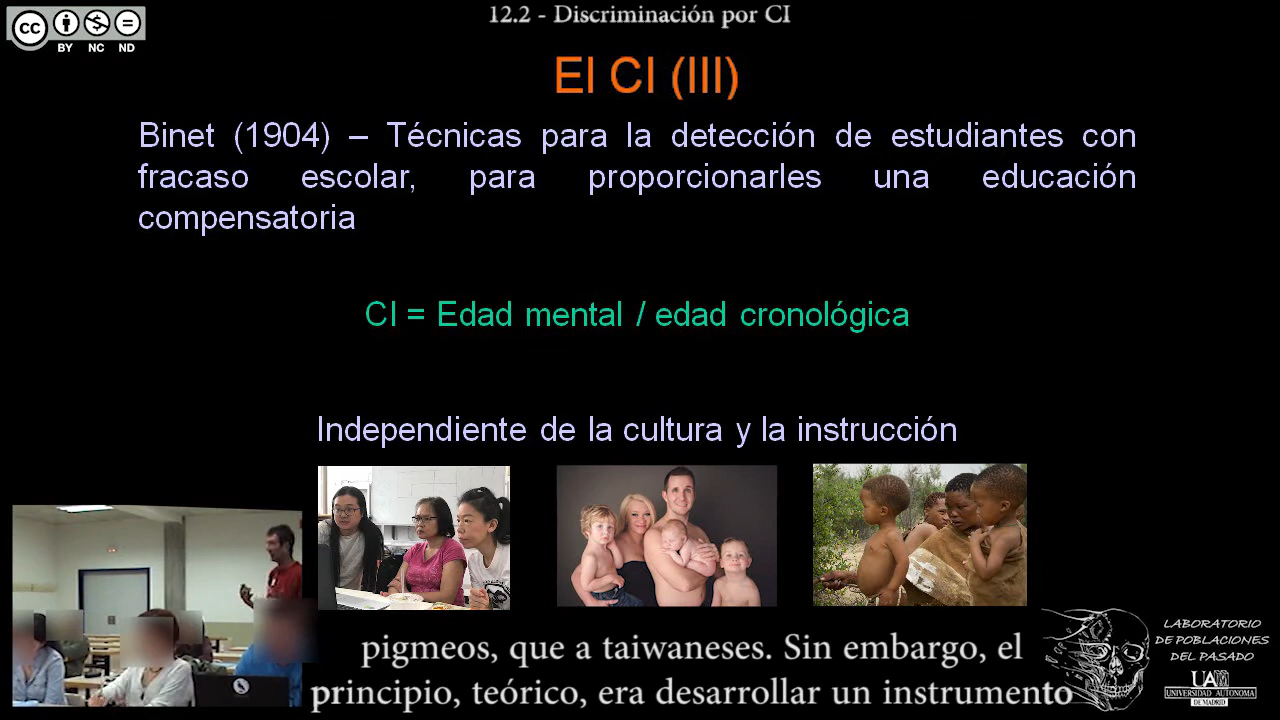 12.2 - Discriminación por CI
cc
BY NC ND
El CI (III)
Binet (1904) – Técnicas para la detección de estudiantes con
fracaso escolar, para proporcionarles una educación
compensatoria
CI = Edad mental / edad cronológica
Independiente de la cultura y la instrucción
pigmeos, que a taiwaneses. Sin embargo, el
principio, teórico, era desarrollar un instrumento
LABORATORIO
DE POBLACIONES
DEL PASADO
UAM
UNIVERSIDAD AUTONOMA
DE MADRID